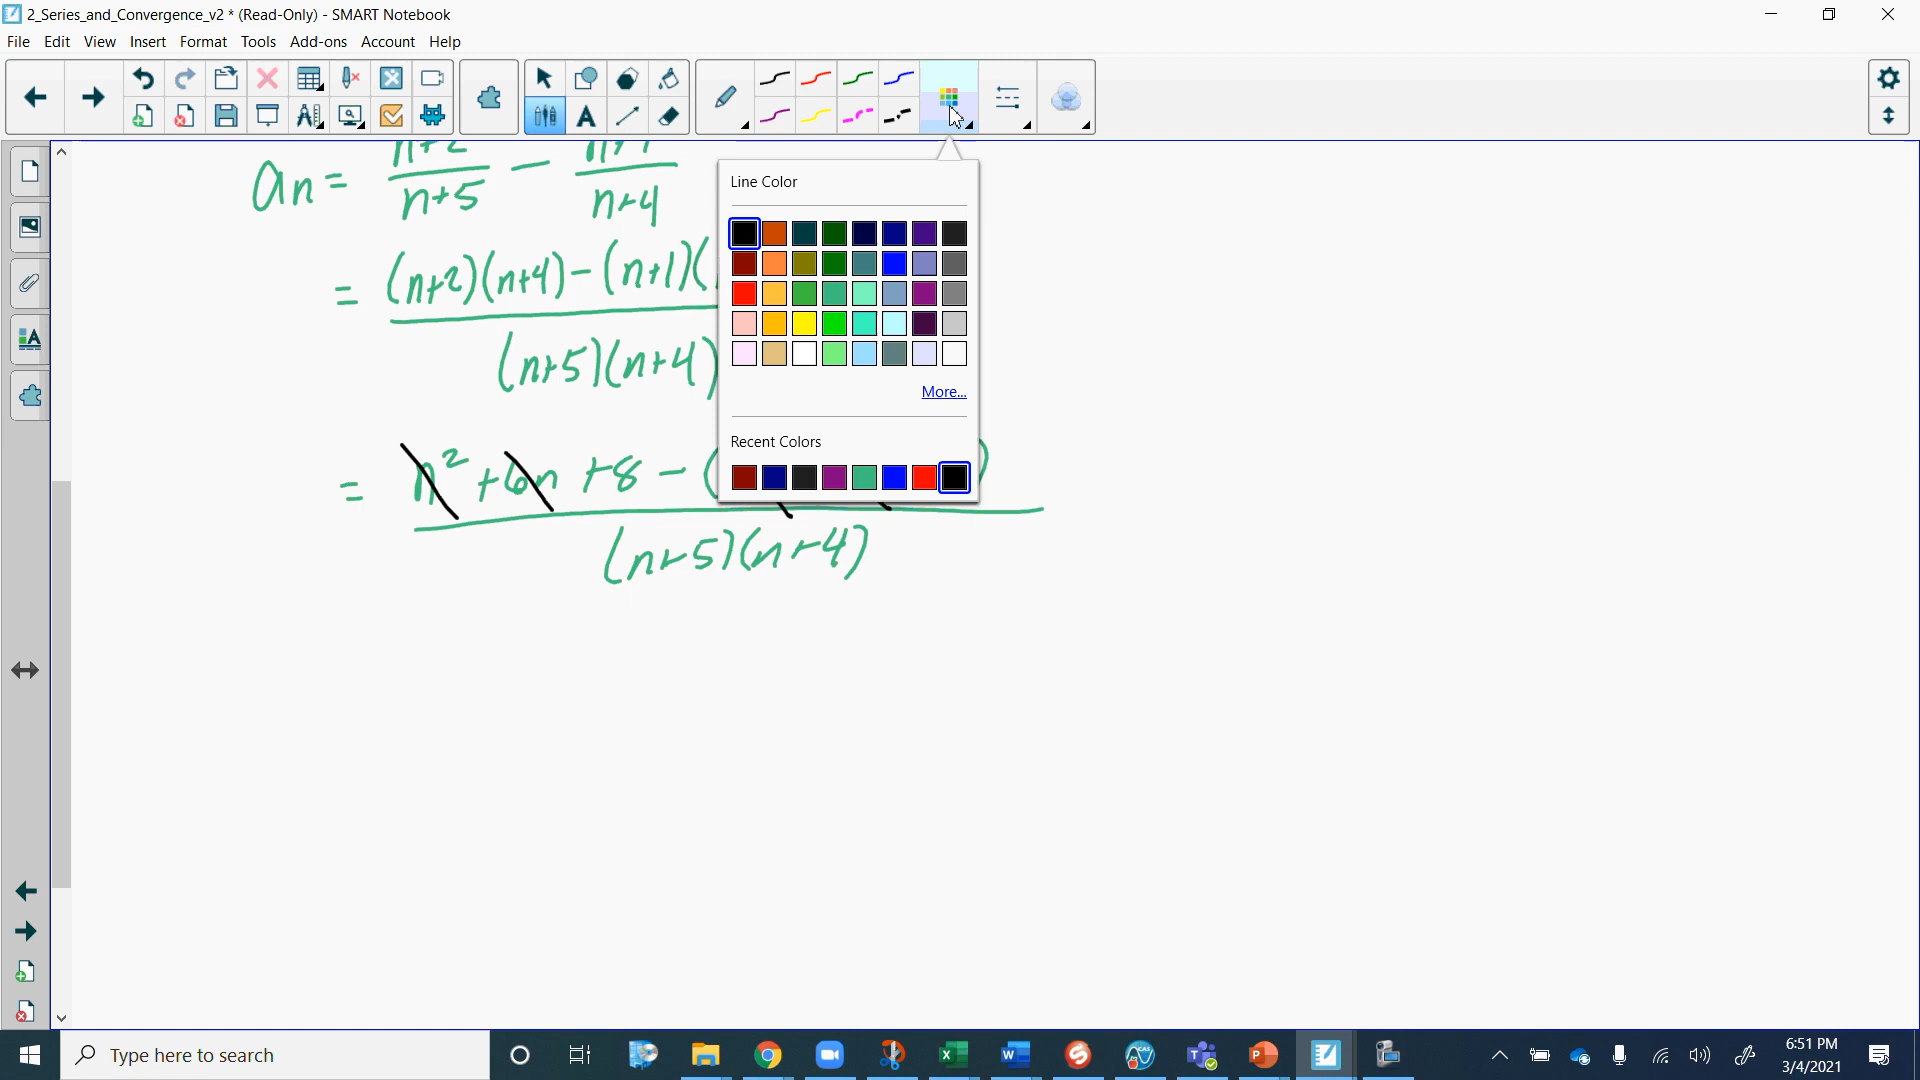 2_Series_and_Convergence_v2 * (Read-Only) - SMART Notebook
File Edit View Insert Format Tools Add-ons Account Help
an = n+2/n+5 − n+1/n+4
Line Color
= (n+2)(n+4) − (n+1)(
(n+5)(n+4)
More...
Recent Colors
= n² + 6n + 8 − (
)
(n+5)(n+4)
Type here to search
6:51 PM
3/4/2021